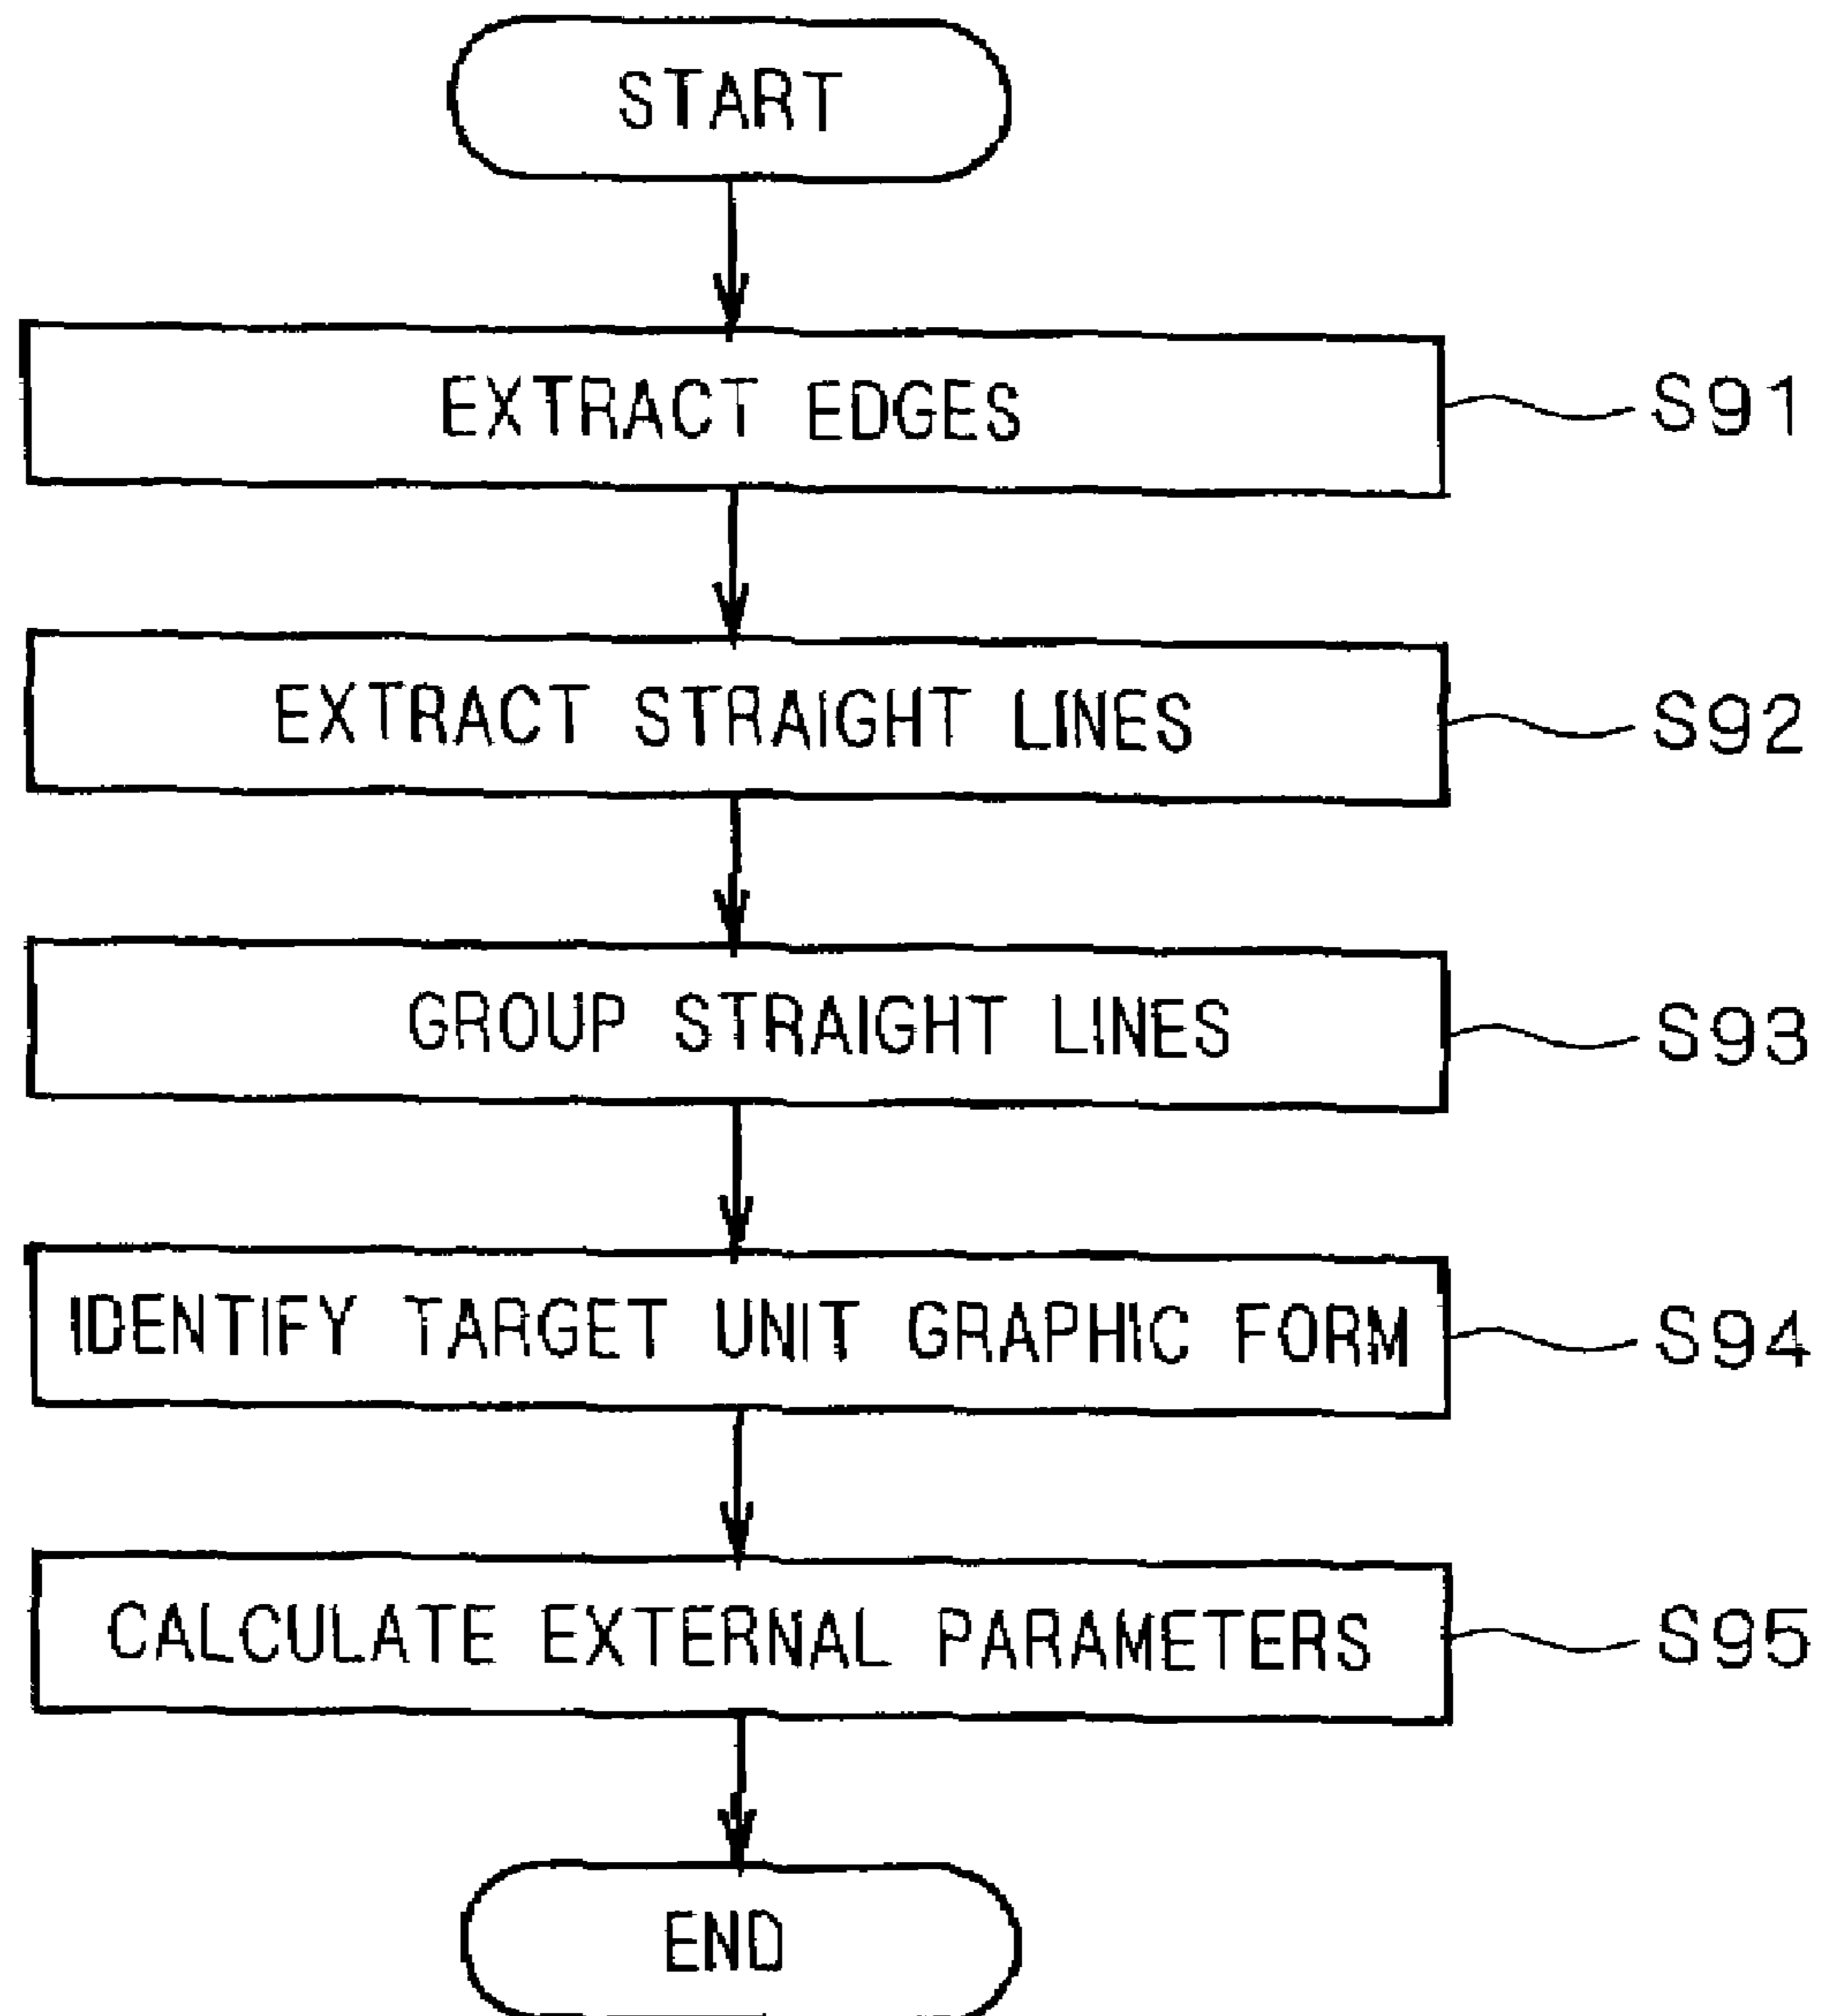 START
EXTRACT EDGES
S91
EXTRACT STRAIGHT LINES
S92
GROUP STRAIGHT LINES
S93
IDENTIFY TARGET UNIT GRAPHIC FORM
S94
CALCULATE EXTERNAL PARAMETERS
S95
END